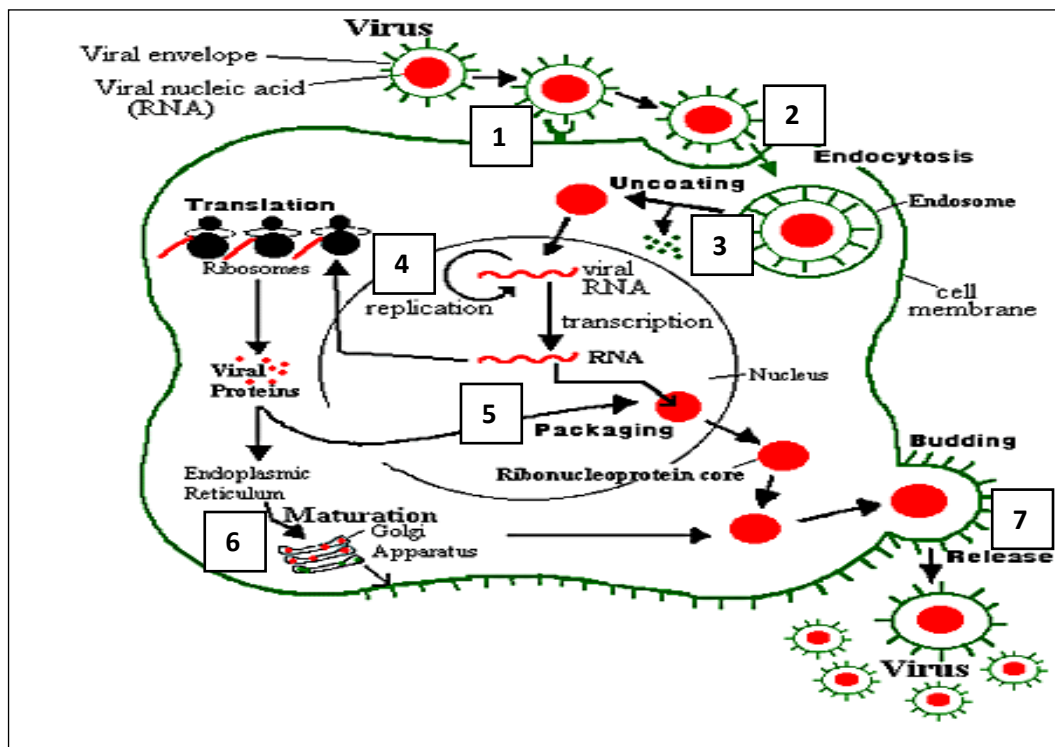 Virus
Viral envelope
Viral nucleic acid
(RNA)
1
2
Endocytosis
Uncoating
Endosome
Translation
3
4
Ribosomes
viral
RNA
replication
cell
membrane
transcription
RNA
Viral
Proteins
Nucleus
5
Packaging
Budding
Endoplasmic
Reticulum
Ribonucleoprotein core
Maturation
6
Golgi
Apparatus
7
Release
Virus